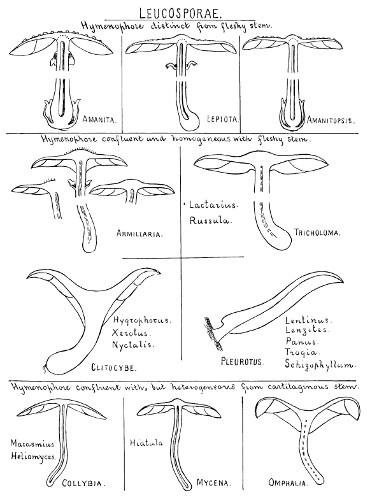 LEUCOSPORAE.
Hymenophore distinct from fleshy stem.
AMANITA.
LEPIOTA.
AMANITOPSIS.
Hymenophore confluent and homogeneous with fleshy stem.
ARMILLARIA.
Lactarius.
Russula.
TRICHOLOMA.
Hygrophorus.
Xerotus.
Nyctalis.
CLITOCYBE.
Lentinus.
Lenzites.
Panus.
Trogia.
Schizophyllum.
PLEUROTUS.
Hymenophore confluent with, but heterogeneous from cartilaginous stem.
Marasmius
Heliomyces.
COLLYBIA.
Hiatula
MYCENA.
OMPHALIA.